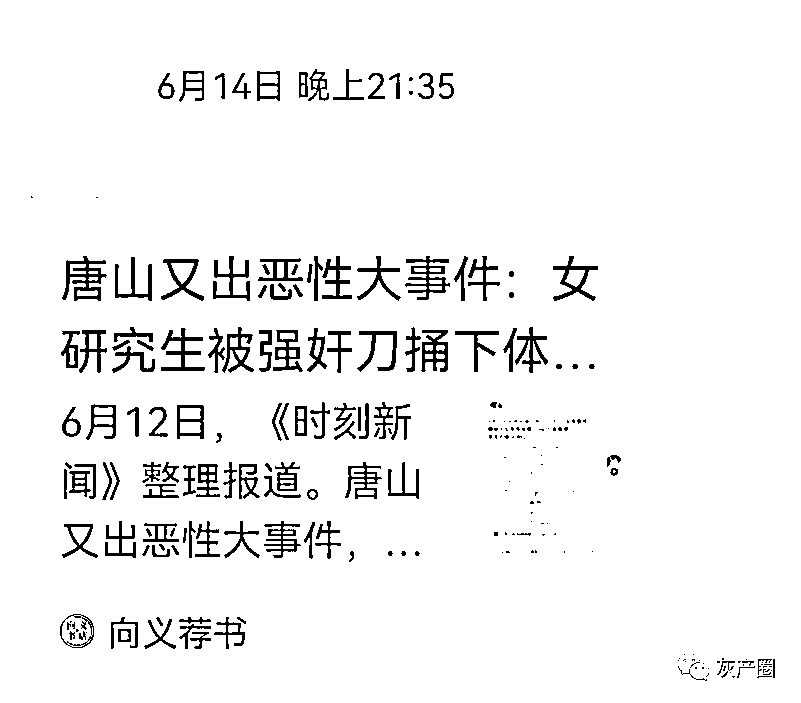 6月14日 晚上21:35
唐山又出恶性大事件：女
研究生被强奸刀捅下体...
6月12日，《时刻新
闻》整理报道。唐山
又出恶性大事件，...
向义荐书
灰产圈